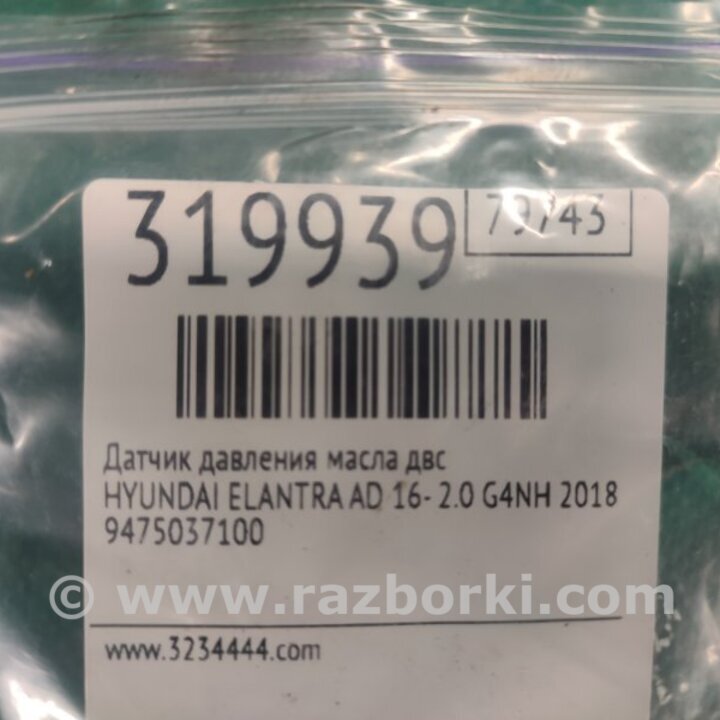 319939
79743
Датчик давления масла двс
HYUNDAI ELANTRA AD 16- 2.0 G4NH 2018
9475037100
© www.razborki.com
www.3234444.com